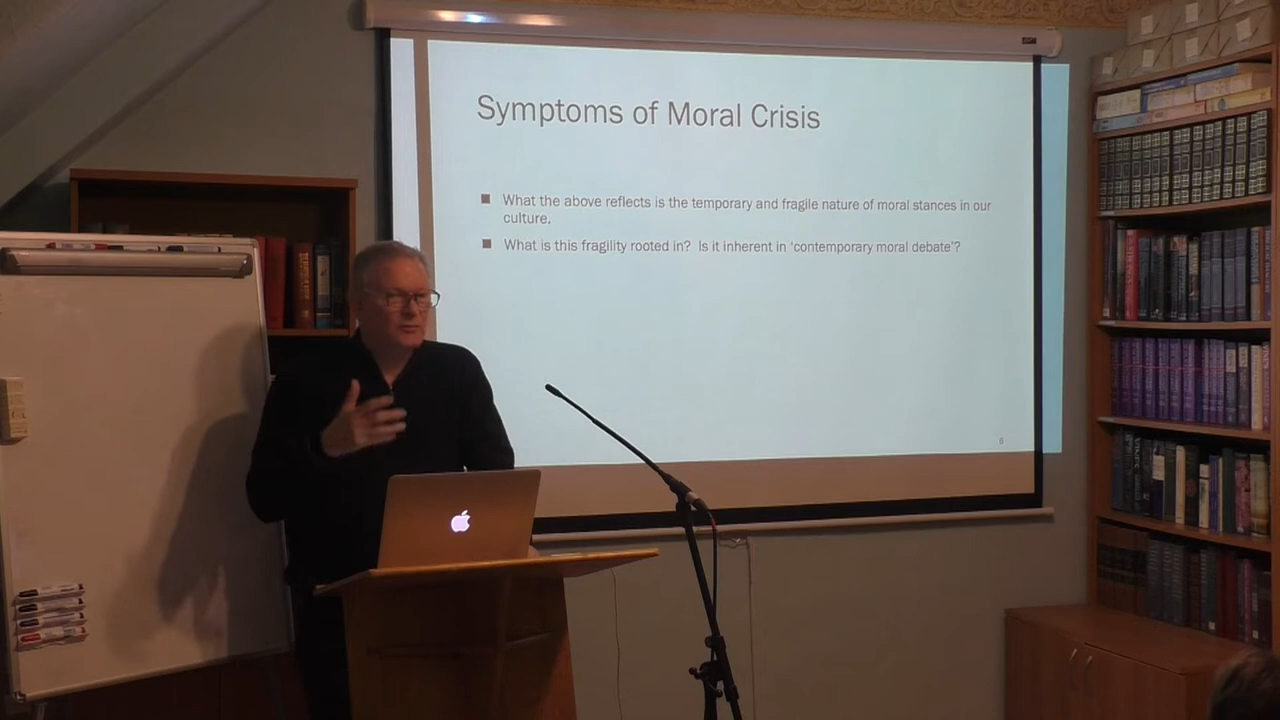 Symptoms of Moral Crisis
What the above reflects is the temporary and fragile nature of moral stances in our
culture.
What is this fragility rooted in? Is it inherent in 'contemporary moral debate'?
6